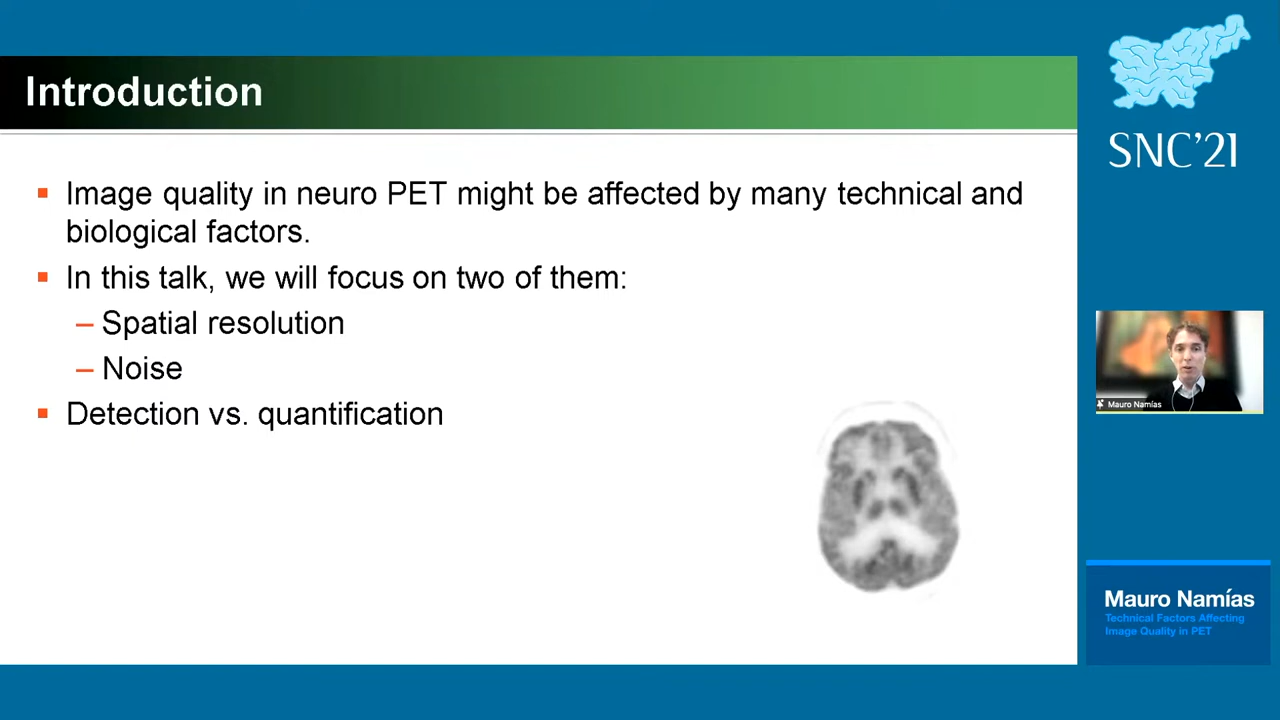 Introduction
▪ Image quality in neuro PET might be affected by many technical and
biological factors.
▪ In this talk, we will focus on two of them:
– Spatial resolution
– Noise
▪ Detection vs. quantification
SNC'21
Mauro Namías
Mauro Namías
Technical Factors Affecting
Image Quality in PET